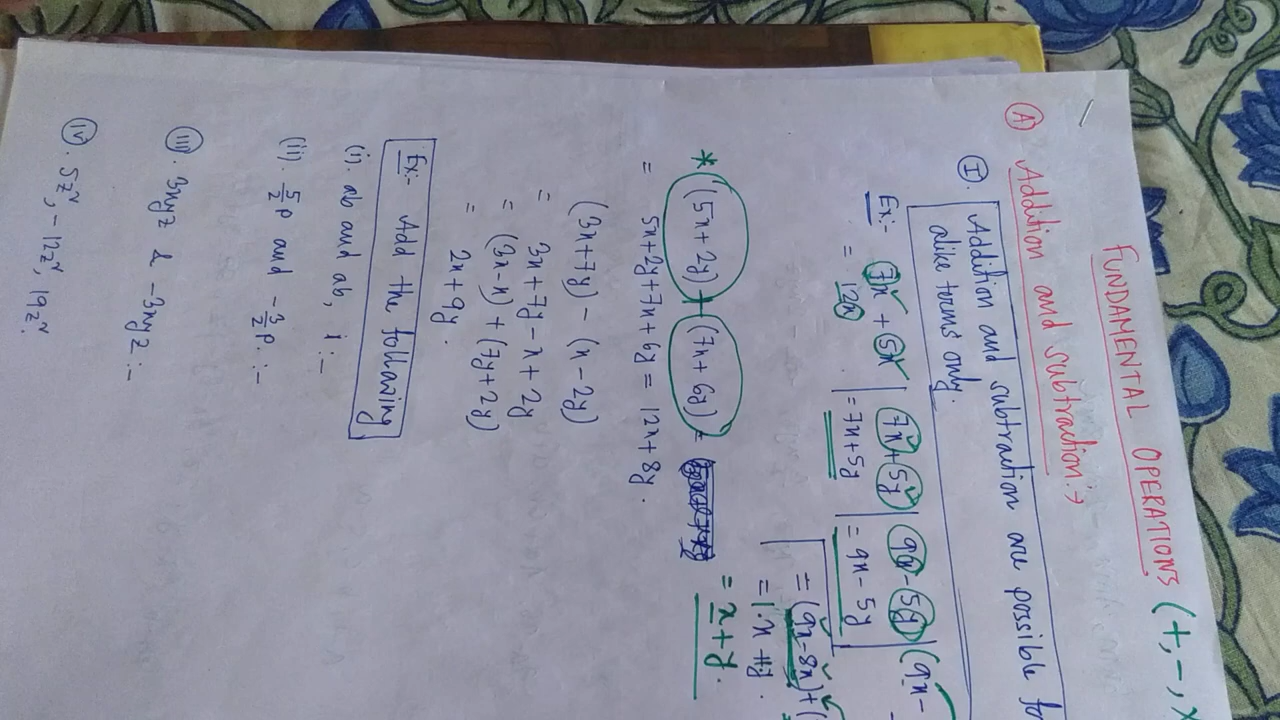 FUNDAMENTAL OPERATIONS (+, -, x
(A) Addition and subtraction:→
(I). Addition and subtraction are possible fo
alike terms only.
Ex:- 7x + 5x | 7x + 5y | 9x - 5y | (9x -
= 12x | = 7x + 5y | = 9x - 5y
= (9x - 8x) + (
= 1·x + y.
= x + y.
* (5x + 2y) + (7x + 6y) =
= 5x + 2y + 7x + 6y = 12x + 8y.
(3x + 7y) - (x - 2y)
= 3x + 7y - x + 2y
= (3x - x) + (7y + 2y)
= 2x + 9y.
Ex:- Add the following
(i). ab and ab, :-
(ii). 5/2 p and -3/2 p :-
(iii). 3xyz & -3xyz :-
(iv). 5z², -12z², 19z².